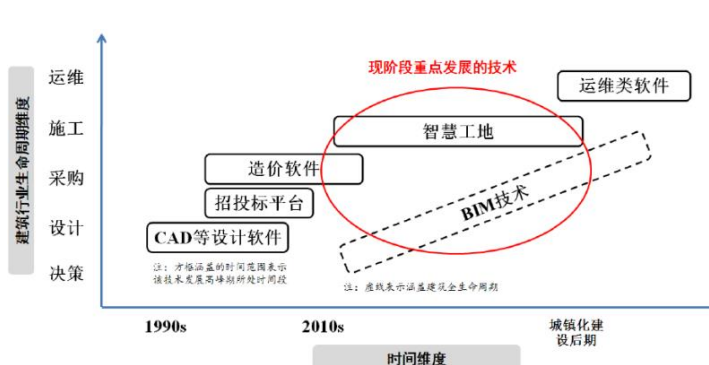 现阶段重点发展的技术
建筑行业生命周期维度
运维
施工
采购
设计
决策
运维类软件
智慧工地
造价软件
招投标平台
BIM技术
CAD等设计软件
注：方框涵盖的时间范围表示
该技术发展高峰期所处时间段
注：虚线表示涵盖建筑全生命周期
1990s
2010s
城镇化建
设后期
时间维度